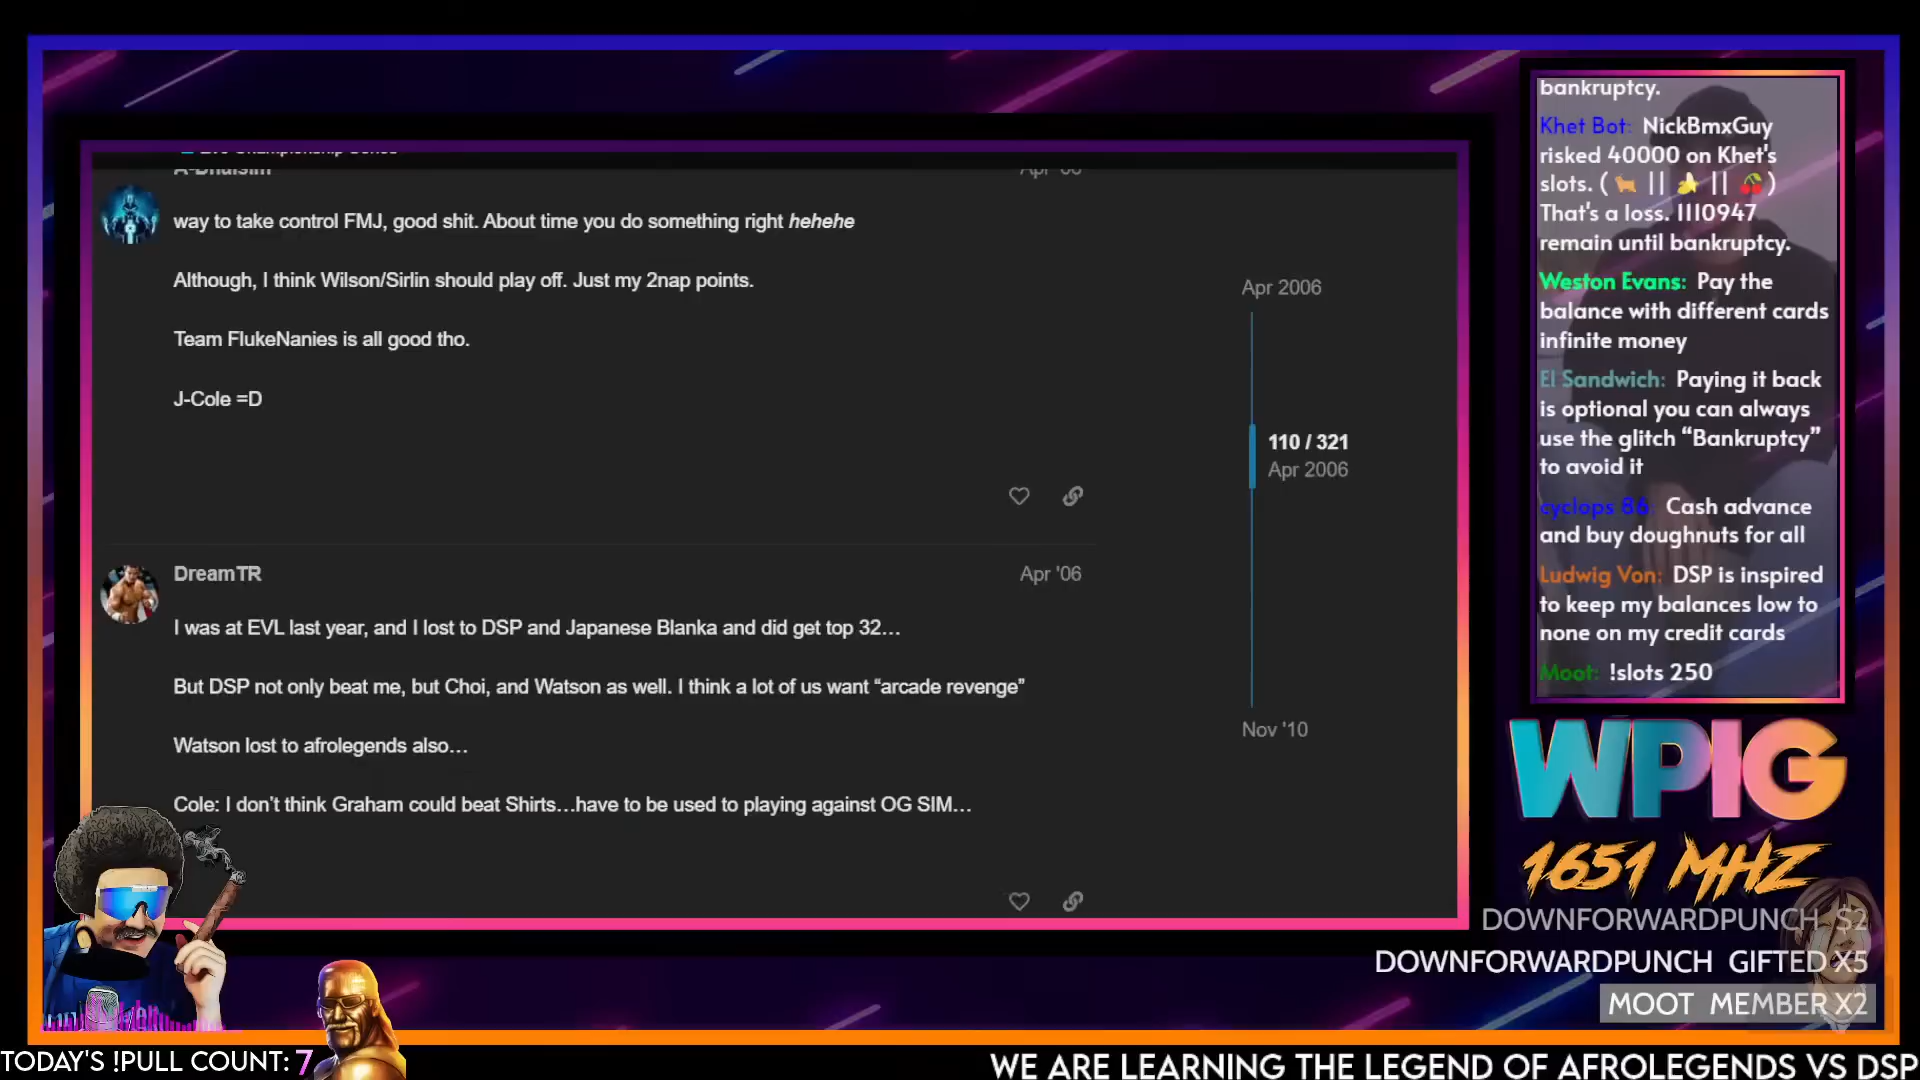 A-Dhalsim
Apr '06
way to take control FMJ, good shit. About time you do something right hehehe
Although, I think Wilson/Sirlin should play off. Just my 2nap points.
Team FlukeNanies is all good tho.
J-Cole =D
DreamTR
Apr '06
I was at EVL last year, and I lost to DSP and Japanese Blanka and did get top 32…
But DSP not only beat me, but Choi, and Watson as well. I think a lot of us want “arcade revenge”
Watson lost to afrolegends also…
Cole: I don't think Graham could beat Shirts…have to be used to playing against OG SIM…
Apr 2006
110 / 321
Apr 2006
Nov '10
bankruptcy.
Khet Bot: NickBmxGuy
risked 40000 on Khet's
slots. ( 🐕 || 🍌 || 🍒 )
That's a loss. 1110947
remain until bankruptcy.
Weston Evans: Pay the
balance with different cards
infinite money
El Sandwich: Paying it back
is optional you can always
use the glitch “Bankruptcy”
to avoid it
cyclops 86: Cash advance
and buy doughnuts for all
Ludwig Von: DSP is inspired
to keep my balances low to
none on my credit cards
Moot: !slots 250
WPIG
1651 MHZ
DOWNFORWARDPUNCH $2
DOWNFORWARDPUNCH GIFTED X5
MOOT MEMBER X2
TODAY'S !PULL COUNT: 7
WE ARE LEARNING THE LEGEND OF AFROLEGENDS VS DSP